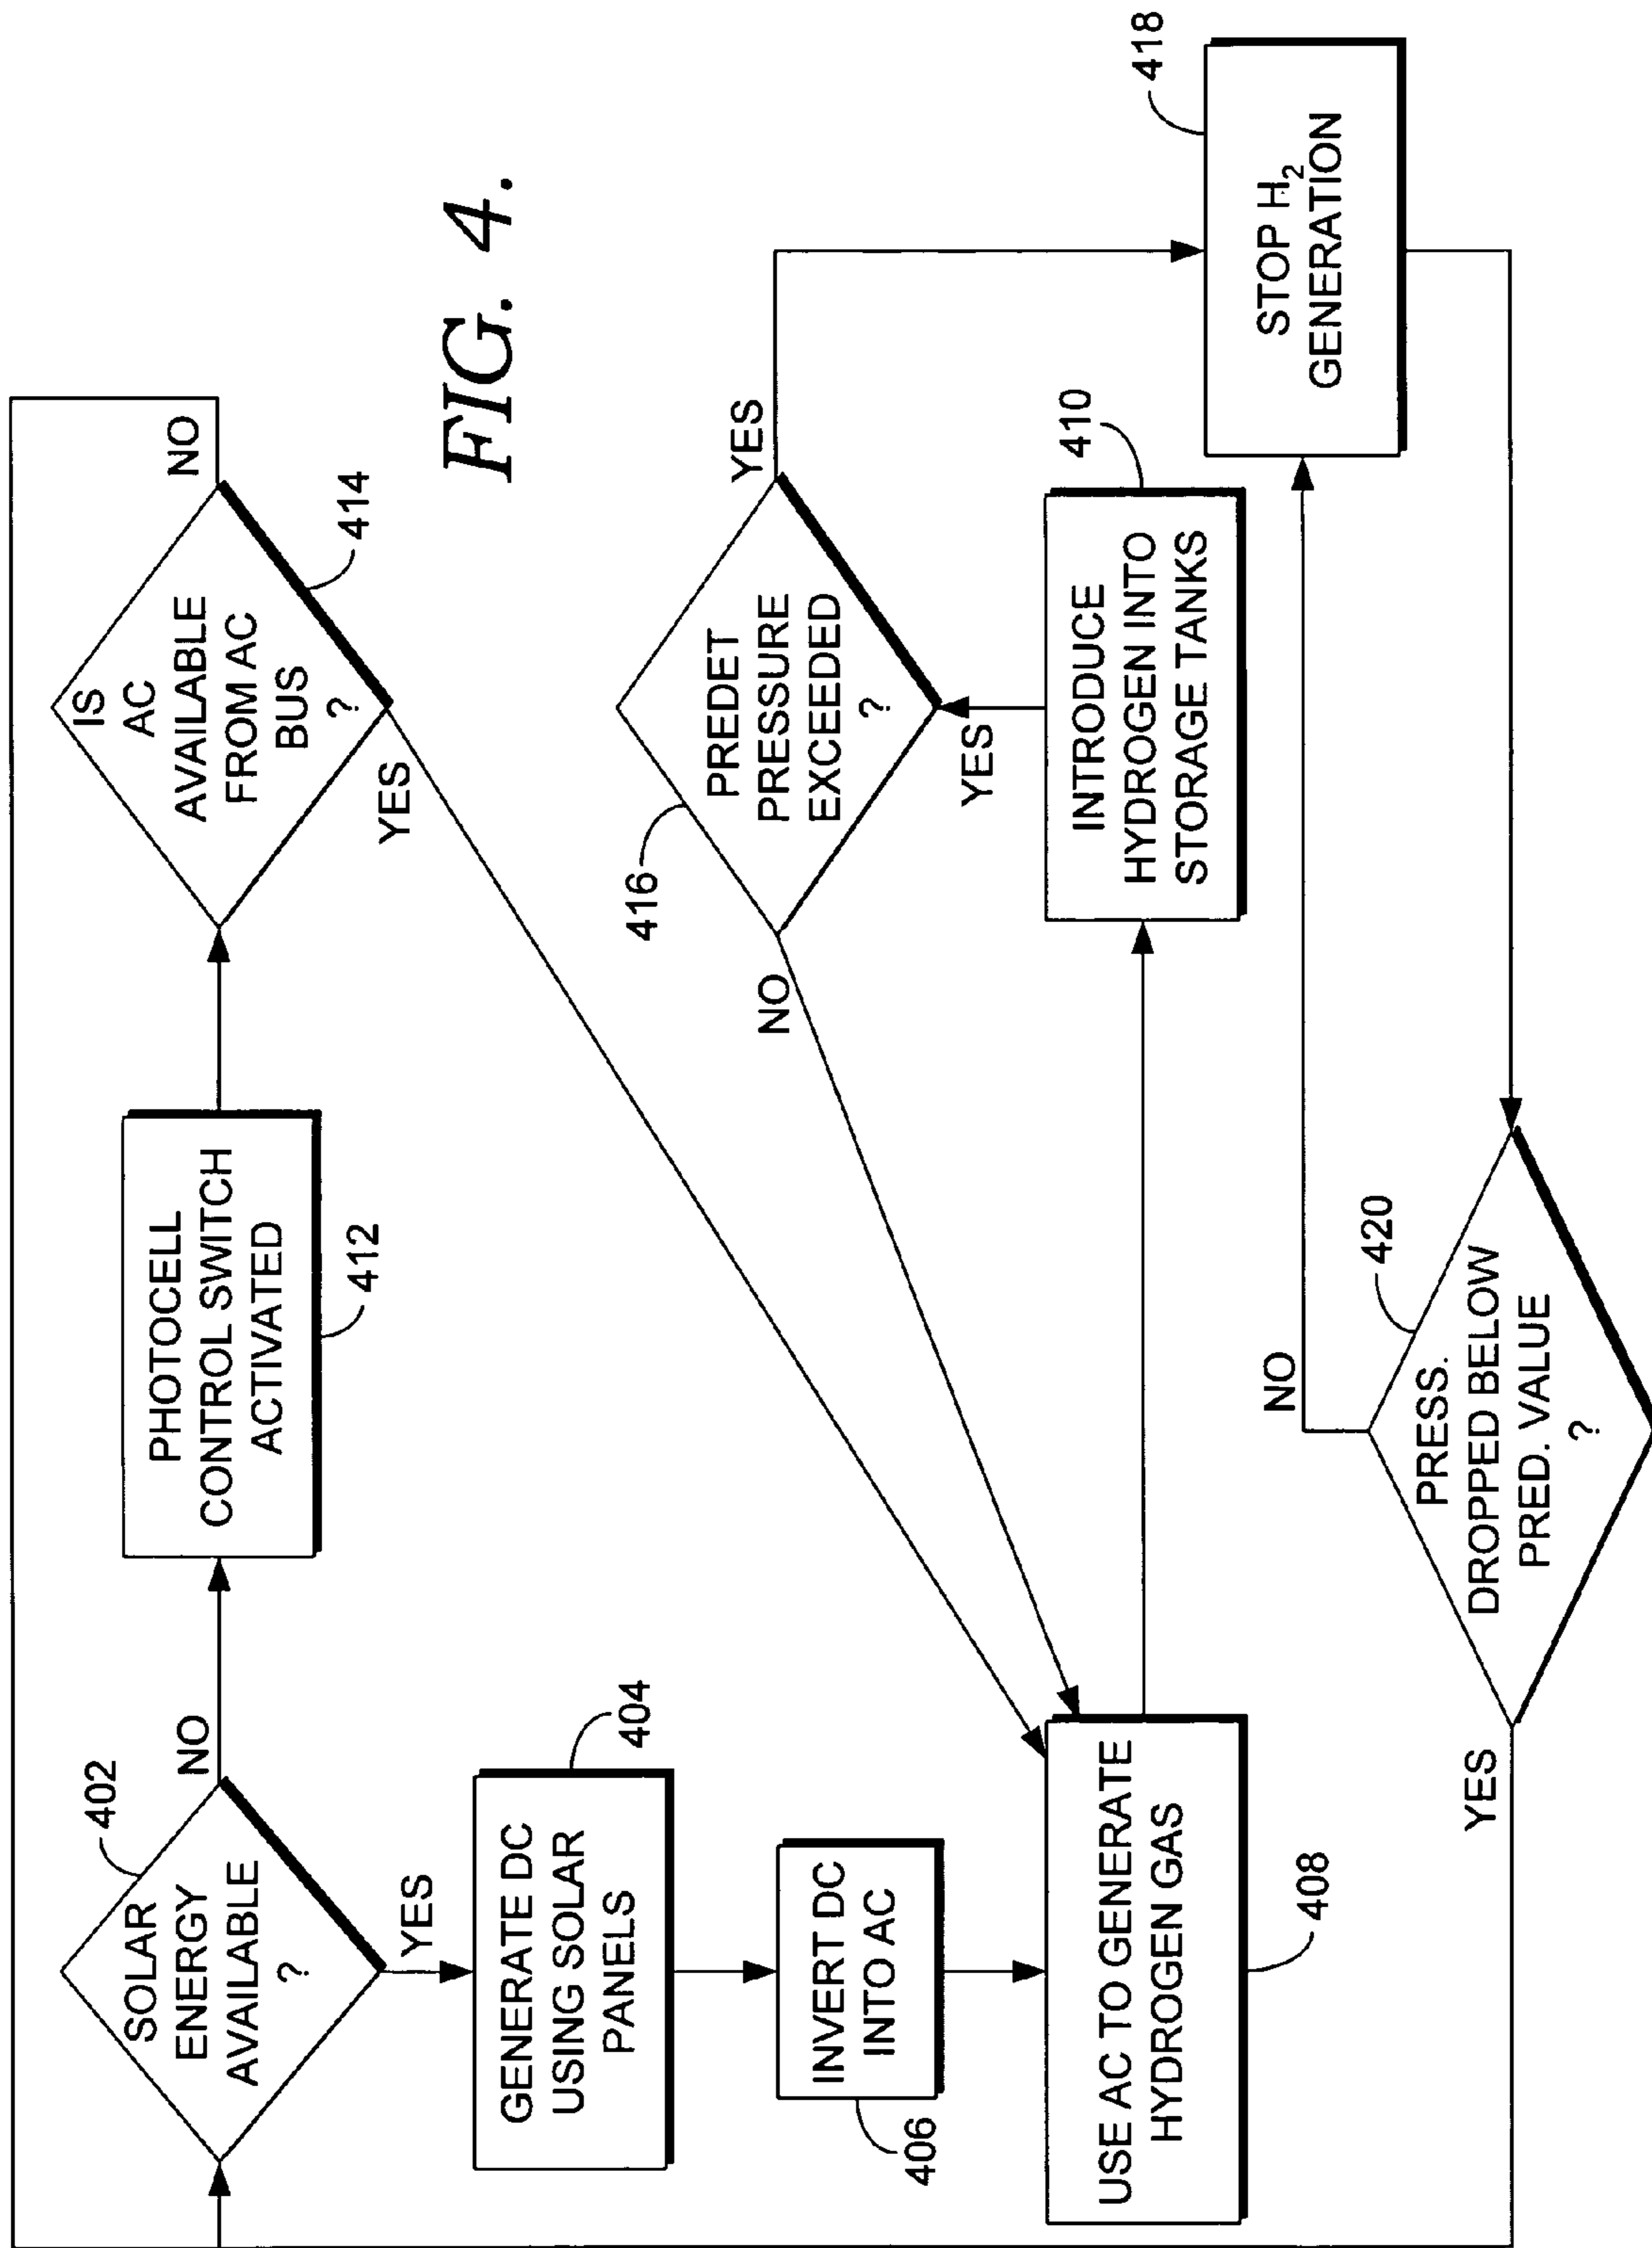 FIG. 4.
402
SOLAR
ENERGY
AVAILABLE
?
NO
YES
PHOTOCELL
CONTROL SWITCH
ACTIVATED
412
IS
AC
AVAILABLE
FROM AC
BUS
?
NO
414
YES
GENERATE DC
USING SOLAR
PANELS
404
INVERT DC
INTO AC
406
USE AC TO GENERATE
HYDROGEN GAS
408
INTRODUCE
HYDROGEN INTO
STORAGE TANKS
410
YES
PREDET
PRESSURE
EXCEEDED
?
416
NO
YES
STOP H₂
GENERATION
418
PRESS.
DROPPED BELOW
PRED. VALUE
?
420
NO
YES